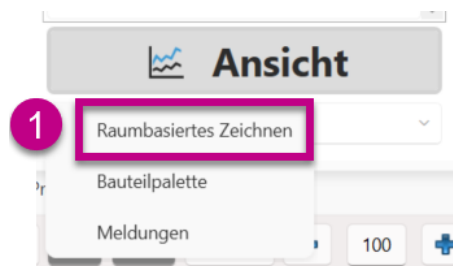 Ansicht
1
Raumbasiertes Zeichnen
Bauteilpalette
Meldungen
100